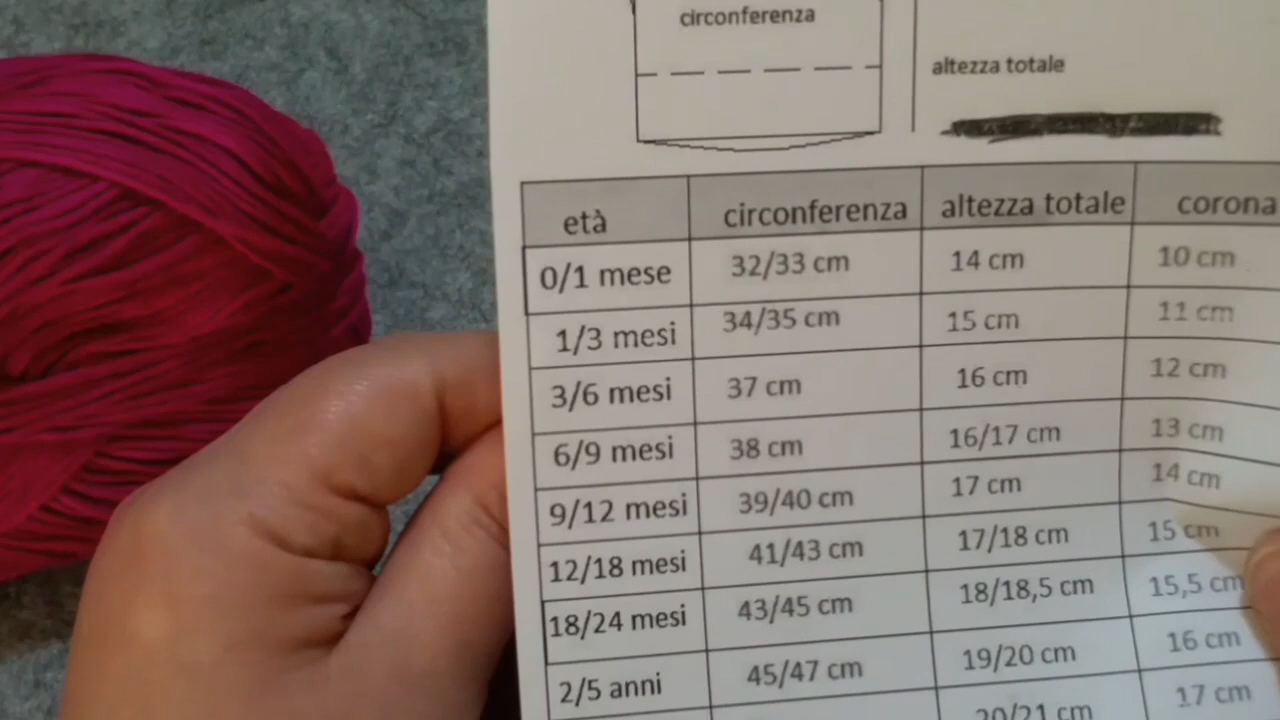 circonferenza
altezza totale
età circonferenza altezza totale corona
0/1 mese 32/33 cm 14 cm 10 cm
1/3 mesi 34/35 cm 15 cm 11 cm
3/6 mesi 37 cm 16 cm 12 cm
6/9 mesi 38 cm 16/17 cm 13 cm
9/12 mesi 39/40 cm 17 cm 14 cm
12/18 mesi 41/43 cm 17/18 cm 15 cm
18/24 mesi 43/45 cm 18/18,5 cm 15,5 cm
2/5 anni 45/47 cm 19/20 cm 16 cm
20/21 cm 17 cm